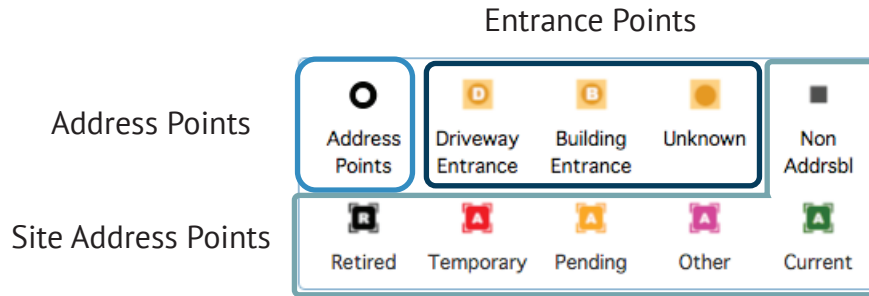 Entrance Points
Address Points
D
B
Address Points
Driveway Entrance
Building Entrance
Unknown
Non Addrsbl
Site Address Points
R
A
A
A
A
Retired
Temporary
Pending
Other
Current